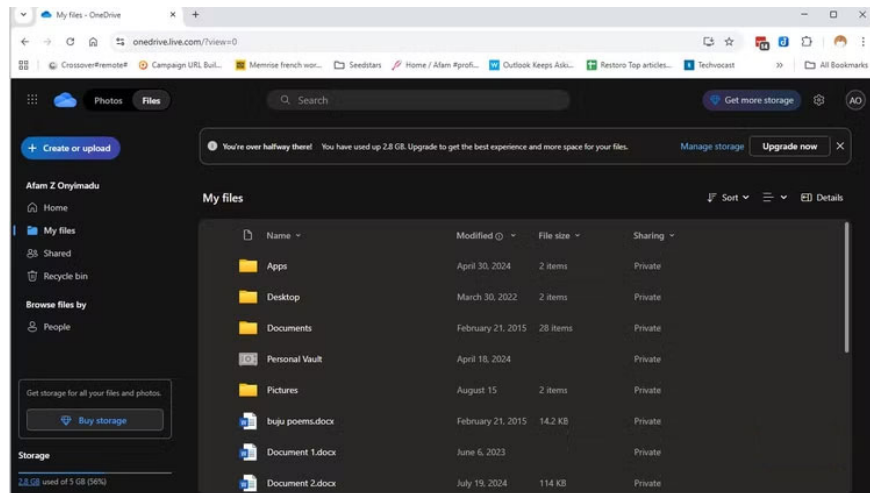 My files - OneDrive
onedrive.live.com/?view=0
Crossover#remote# Campaign URL Buil... Memrise french wor... Seedstars Home / Afam #profi... Outlook Keeps Aski... Restoro Top articles... Techvocast » All Bookmarks
Photos Files Search Get more storage AO
+ Create or upload
You're over halfway there! You have used up 2.8 GB. Upgrade to get the best experience and more space for your files. Manage storage Upgrade now
Afam Z Onyimadu
Home
My files
Shared
Recycle bin
Browse files by
People
Get storage for all your files and photos.
Buy storage
Storage
2.8 GB used of 5 GB (56%)
My files Sort Details
Name Modified File size Sharing
Apps April 30, 2024 2 items Private
Desktop March 30, 2022 2 items Private
Documents February 21, 2015 28 items Private
Personal Vault April 18, 2024 Private
Pictures August 15 2 items Private
buju poems.docx February 21, 2015 14.2 KB Private
Document 1.docx June 6, 2023 Private
Document 2.docx July 19, 2024 114 KB Private